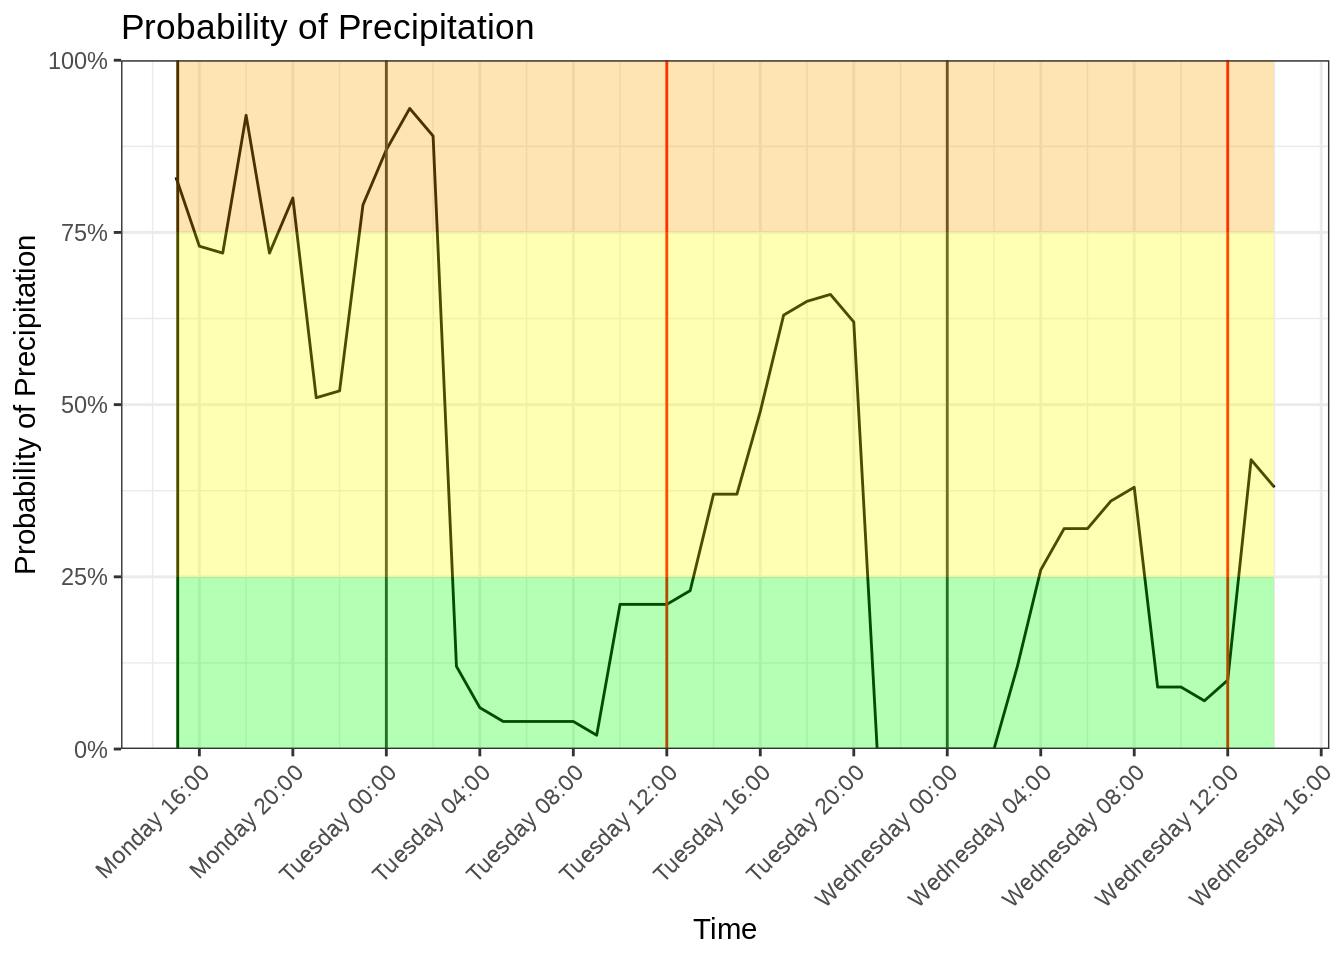 Probability of Precipitation
Probability of Precipitation
100%
75%
50%
25%
0%
Monday 16:00
Monday 20:00
Tuesday 00:00
Tuesday 04:00
Tuesday 08:00
Tuesday 12:00
Tuesday 16:00
Tuesday 20:00
Wednesday 00:00
Wednesday 04:00
Wednesday 08:00
Wednesday 12:00
Wednesday 16:00
Time